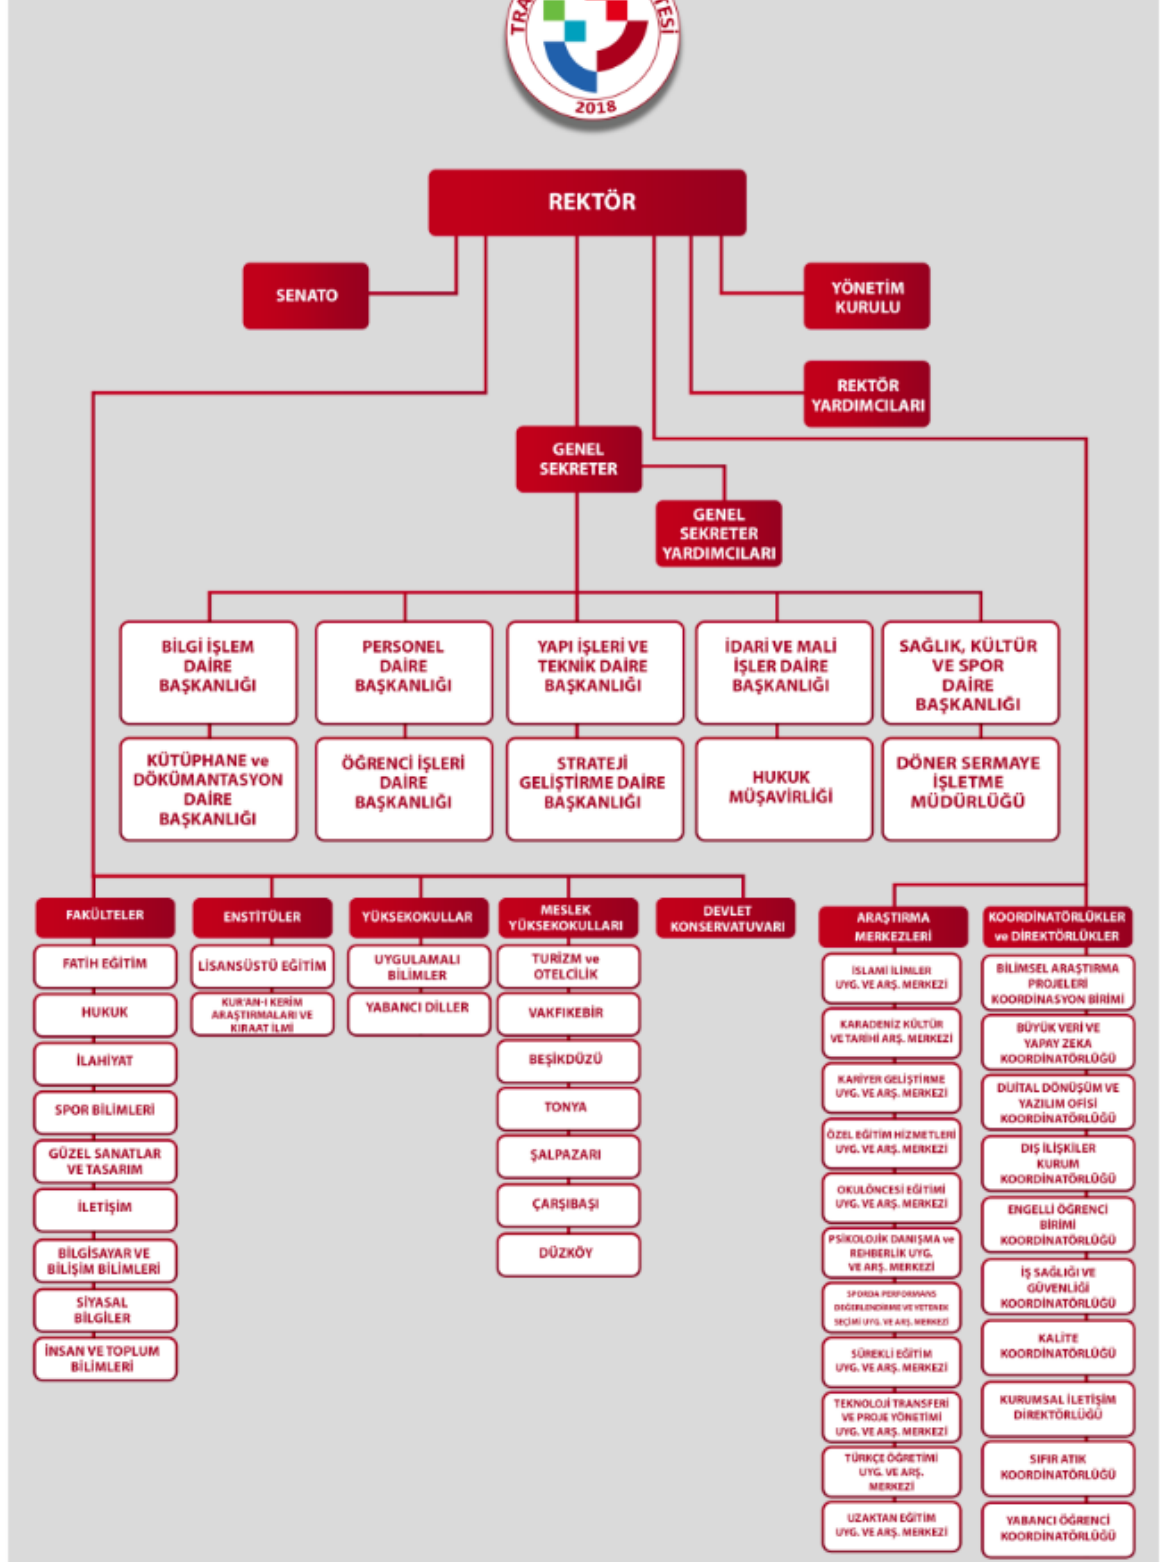 TRA
TESİ
2018
REKTÖR
SENATO
YÖNETİM
KURULU
REKTÖR
YARDIMCILARI
GENEL
SEKRETER
GENEL
SEKRETER
YARDIMCILARI
BİLGİ İŞLEM
DAİRE
BAŞKANLIĞI
PERSONEL
DAİRE
BAŞKANLIĞI
YAPI İŞLERİ VE
TEKNİK DAİRE
BAŞKANLIĞI
İDARİ VE MALİ
İŞLER DAİRE
BAŞKANLIĞI
SAĞLIK, KÜLTÜR
VE SPOR
DAİRE
BAŞKANLIĞI
KÜTÜPHANE ve
DÖKÜMANTASYON
DAİRE
BAŞKANLIĞI
ÖĞRENCİ İŞLERİ
DAİRE
BAŞKANLIĞI
STRATEJİ
GELİŞTİRME DAİRE
BAŞKANLIĞI
HUKUK
MÜŞAVİRLİĞİ
DÖNER SERMAYE
İŞLETME
MÜDÜRLÜĞÜ
FAKÜLTELER
FATİH EĞİTİM
HUKUK
İLAHİYAT
SPOR BİLİMLERİ
GÜZEL SANATLAR
VE TASARIM
İLETİŞİM
BİLGİSAYAR VE
BİLİŞİM BİLİMLERİ
SİYASAL
BİLGİLER
İNSAN VE TOPLUM
BİLİMLERİ
ENSTİTÜLER
LİSANSÜSTÜ EĞİTİM
KUR'AN-I KERİM
ARAŞTIRMALARI VE
KIRAAT İLMİ
YÜKSEKOKULLAR
UYGULAMALI
BİLİMLER
YABANCI DİLLER
MESLEK
YÜKSEKOKULLARI
TURİZM ve
OTELCİLİK
VAKFIKEBİR
BEŞİKDÜZÜ
TONYA
ŞALPAZARI
ÇARŞIBAŞI
DÜZKÖY
DEVLET
KONSERVATUVARI
ARAŞTIRMA
MERKEZLERİ
İSLAMİ İLİMLER
UYG. VE ARŞ. MERKEZİ
KARADENİZ KÜLTÜR
VE TARİHİ ARŞ. MERKEZİ
KARİYER GELİŞTİRME
UYG. VE ARŞ. MERKEZİ
ÖZEL EĞİTİM HİZMETLERİ
UYG. VE ARŞ. MERKEZİ
OKULÖNCESİ EĞİTİMİ
UYG. VE ARŞ. MERKEZİ
PSİKOLOJİK DANIŞMA ve
REHBERLİK UYG.
VE ARŞ. MERKEZİ
SPORDA PERFORMANS
DEĞERLENDİRME VE YETENEK
SEÇİMİ UYG. VE ARŞ. MERKEZİ
SÜREKLİ EĞİTİM
UYG. VE ARŞ. MERKEZİ
TEKNOLOJİ TRANSFERİ
VE PROJE YÖNETİMİ
UYG. VE ARŞ. MERKEZİ
TÜRKÇE ÖĞRETİMİ
UYG. VE ARŞ.
MERKEZİ
UZAKTAN EĞİTİM
UYG. VE ARŞ. MERKEZİ
KOORDİNATÖRLÜKLER
ve DİREKTÖRLÜKLER
BİLİMSEL ARAŞTIRMA
PROJELERİ
KOORDİNASYON BİRİMİ
BÜYÜK VERİ VE
YAPAY ZEKA
KOORDİNATÖRLÜĞÜ
DİJİTAL DÖNÜŞÜM VE
YAZILIM OFİSİ
KOORDİNATÖRLÜĞÜ
DIŞ İLİŞKİLER
KURUM
KOORDİNATÖRLÜĞÜ
ENGELLİ ÖĞRENCİ
BİRİMİ
KOORDİNATÖRLÜĞÜ
İŞ SAĞLIĞI VE
GÜVENLİĞİ
KOORDİNATÖRLÜĞÜ
KALİTE
KOORDİNATÖRLÜĞÜ
KURUMSAL İLETİŞİM
DİREKTÖRLÜĞÜ
SIFIR ATIK
KOORDİNATÖRLÜĞÜ
YABANCI ÖĞRENCİ
KOORDİNATÖRLÜĞÜ